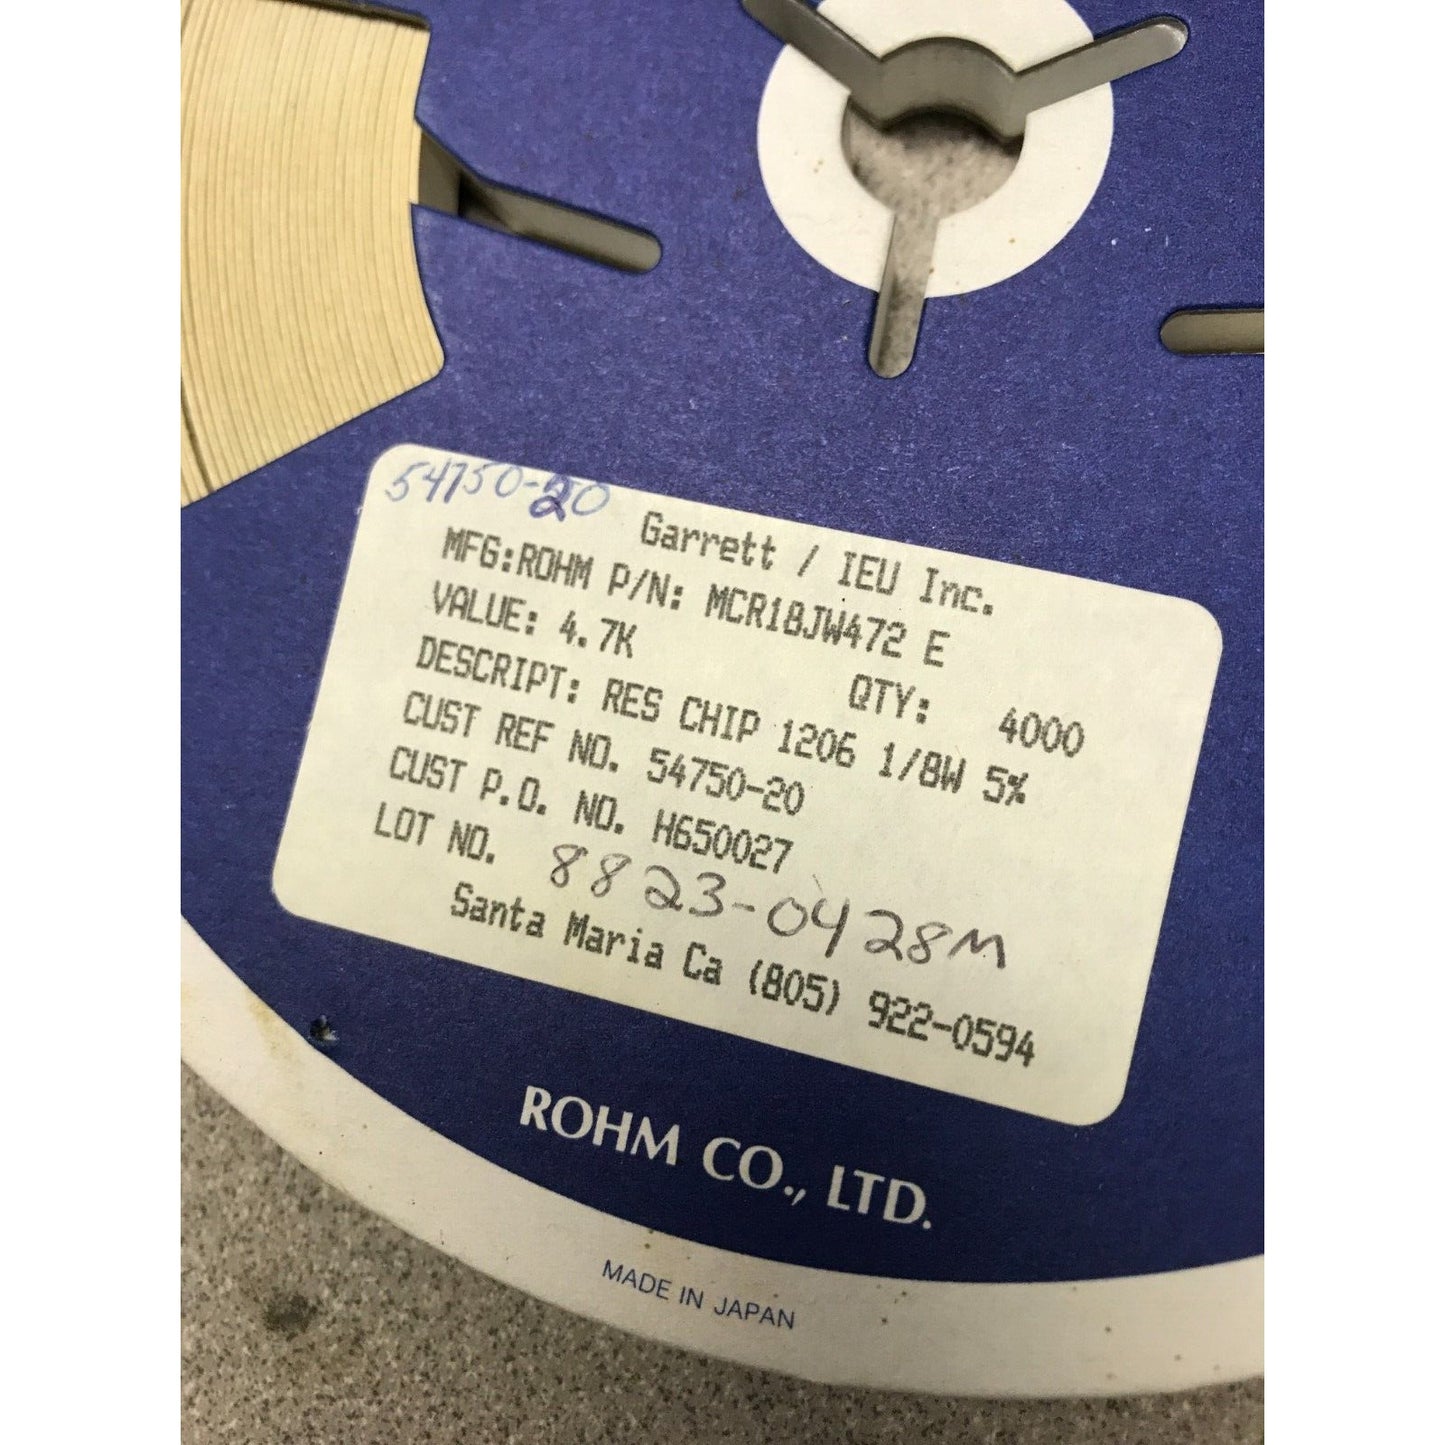 54750-20
Garrett / IEU Inc.
MFG:ROHM P/N: MCR18JW472 E
VALUE: 4.7K QTY: 4000
DESCRIPT: RES CHIP 1206 1/8W 5%
CUST REF NO. 54750-20
CUST P.O. NO. H650027
LOT NO. 8823-0428M
Santa Maria Ca (805) 922-0594
ROHM CO., LTD.
MADE IN JAPAN